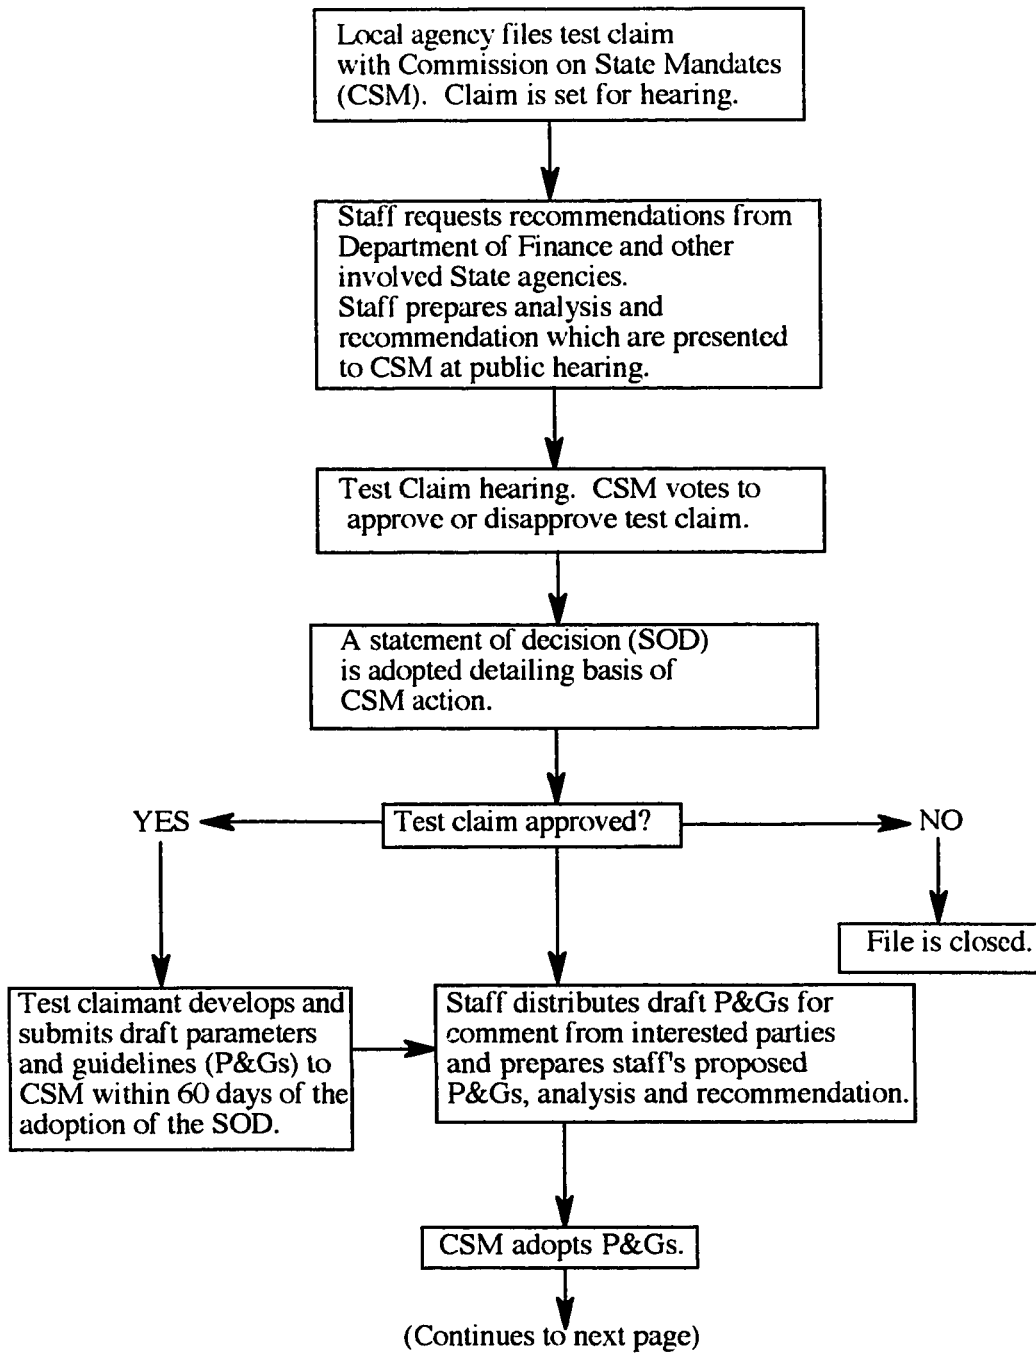 Local agency files test claim
with Commission on State Mandates
(CSM). Claim is set for hearing.
Staff requests recommendations from
Department of Finance and other
involved State agencies.
Staff prepares analysis and
recommendation which are presented
to CSM at public hearing.
Test Claim hearing. CSM votes to
approve or disapprove test claim.
A statement of decision (SOD)
is adopted detailing basis of
CSM action.
YES
Test claim approved?
NO
File is closed.
Test claimant develops and
submits draft parameters
and guidelines (P&Gs) to
CSM within 60 days of the
adoption of the SOD.
Staff distributes draft P&Gs for
comment from interested parties
and prepares staff's proposed
P&Gs, analysis and recommendation.
CSM adopts P&Gs.
(Continues to next page)